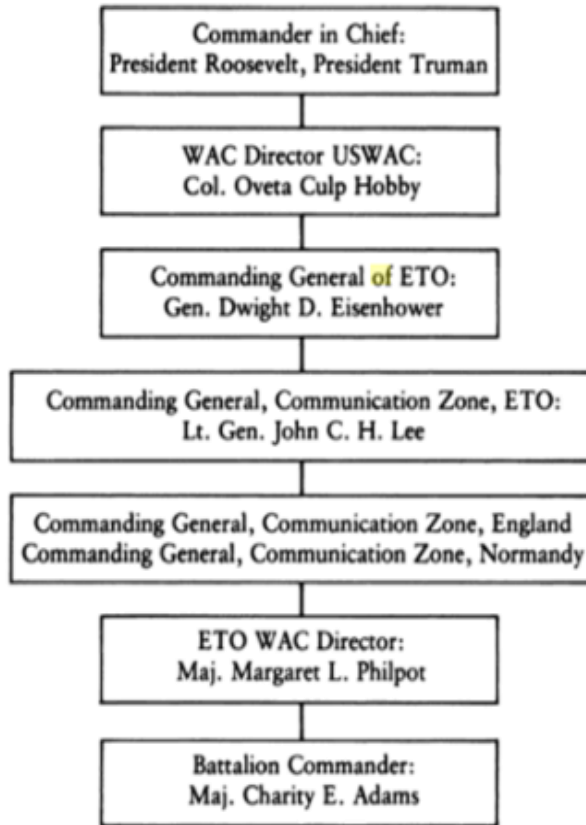 Commander in Chief:
President Roosevelt, President Truman
WAC Director USWAC:
Col. Oveta Culp Hobby
Commanding General of ETO:
Gen. Dwight D. Eisenhower
Commanding General, Communication Zone, ETO:
Lt. Gen. John C. H. Lee
Commanding General, Communication Zone, England
Commanding General, Communication Zone, Normandy
ETO WAC Director:
Maj. Margaret L. Philpot
Battalion Commander:
Maj. Charity E. Adams